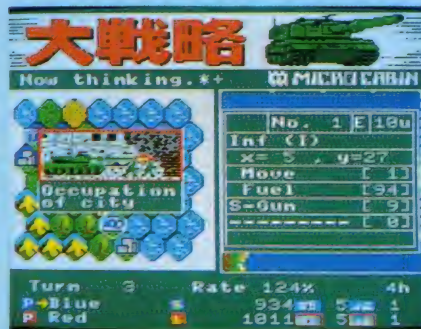 大戦略
Now thinking.*+
MICRO CABIN
No. 1 E 10u
Inf (I)
x= 5 , y=27
Move [ 1]
Fuel [94]
S-Gun [ 9]
---------- [ 0]
Occupation
of city
Turn 3 Rate 124% 4h
P→Blue 934 5 1
P Red 1011 5 1